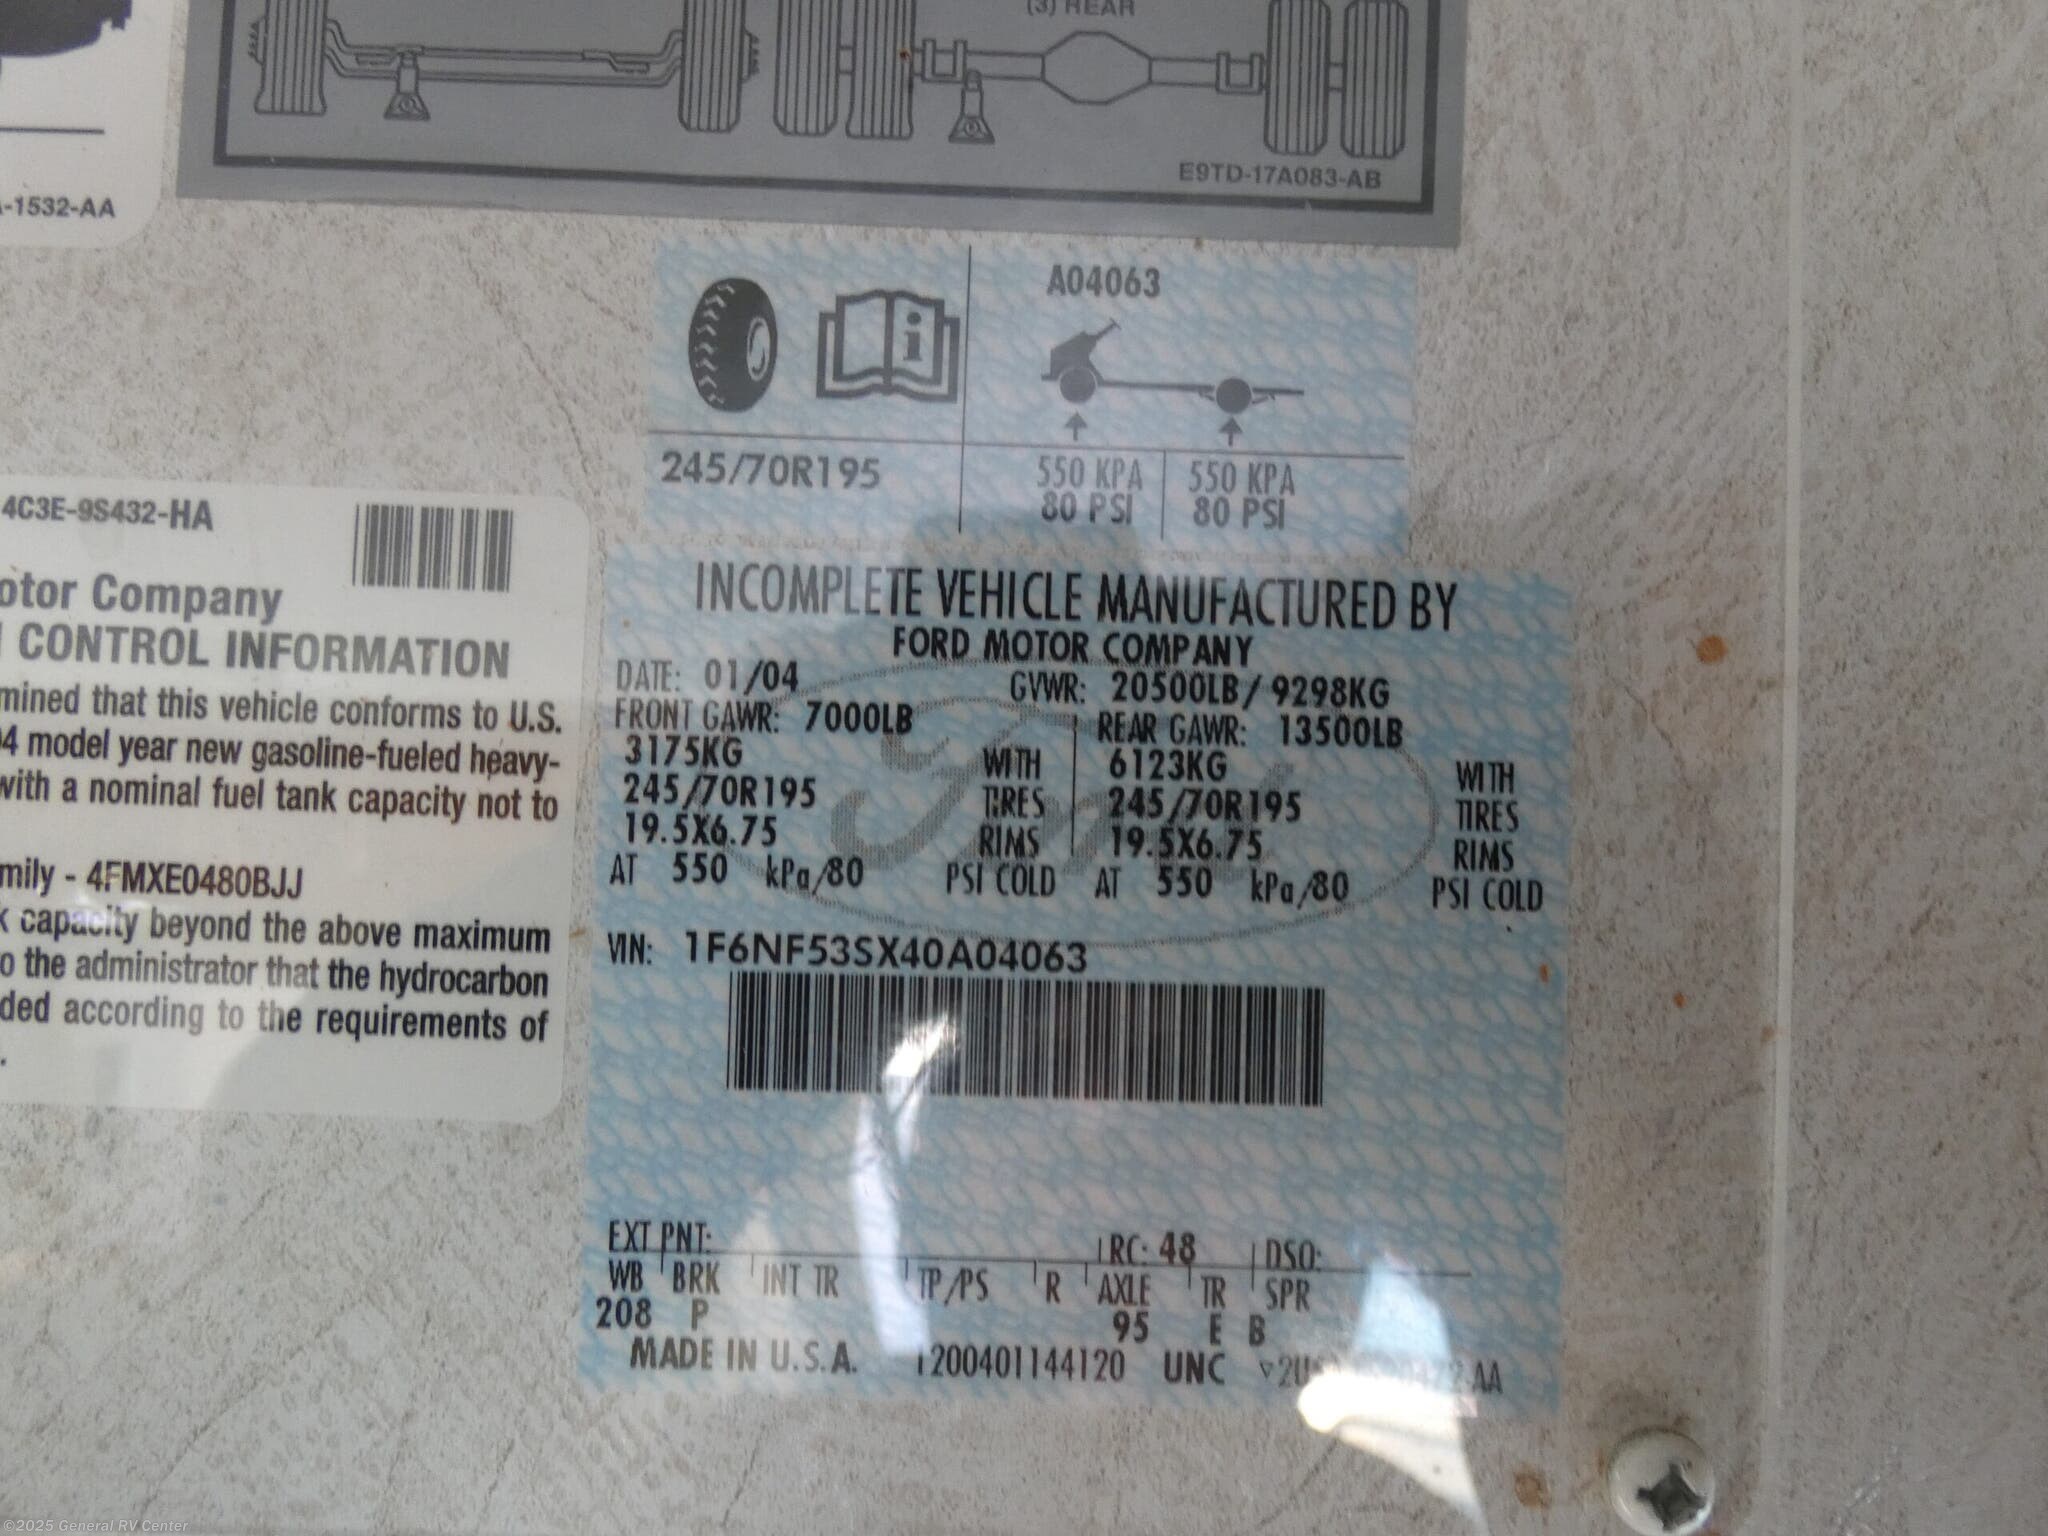 (3) REAR
E9TD-17A083-AB
-1532-AA
A04063
245/70R195
550 KPA 550 KPA
80 PSI 80 PSI
4C3E-9S432-HA
otor Company
CONTROL INFORMATION
mined that this vehicle conforms to U.S.
4 model year new gasoline-fueled heavy-
with a nominal fuel tank capacity not to
mily - 4FMXE0480BJJ
k capacity beyond the above maximum
o the administrator that the hydrocarbon
ded according to the requirements of
.
INCOMPLETE VEHICLE MANUFACTURED BY
FORD MOTOR COMPANY
DATE: 01/04 GVWR: 20500LB/ 9298KG
FRONT GAWR: 7000LB REAR GAWR: 13500LB
3175KG WITH 6123KG WITH
245/70R195 TIRES 245/70R195 TIRES
19.5X6.75 RIMS 19.5X6.75 RIMS
AT 550 kPa/80 PSI COLD AT 550 kPa/80 PSI COLD
VIN: 1F6NF53SX40A04063
EXT PNT: RC: 48 DSO:
WB BRK INT TR TP/PS R AXLE TR SPR
208 P 95 E B
MADE IN U.S.A. 1200401144120 UNC
©2025 General RV Center